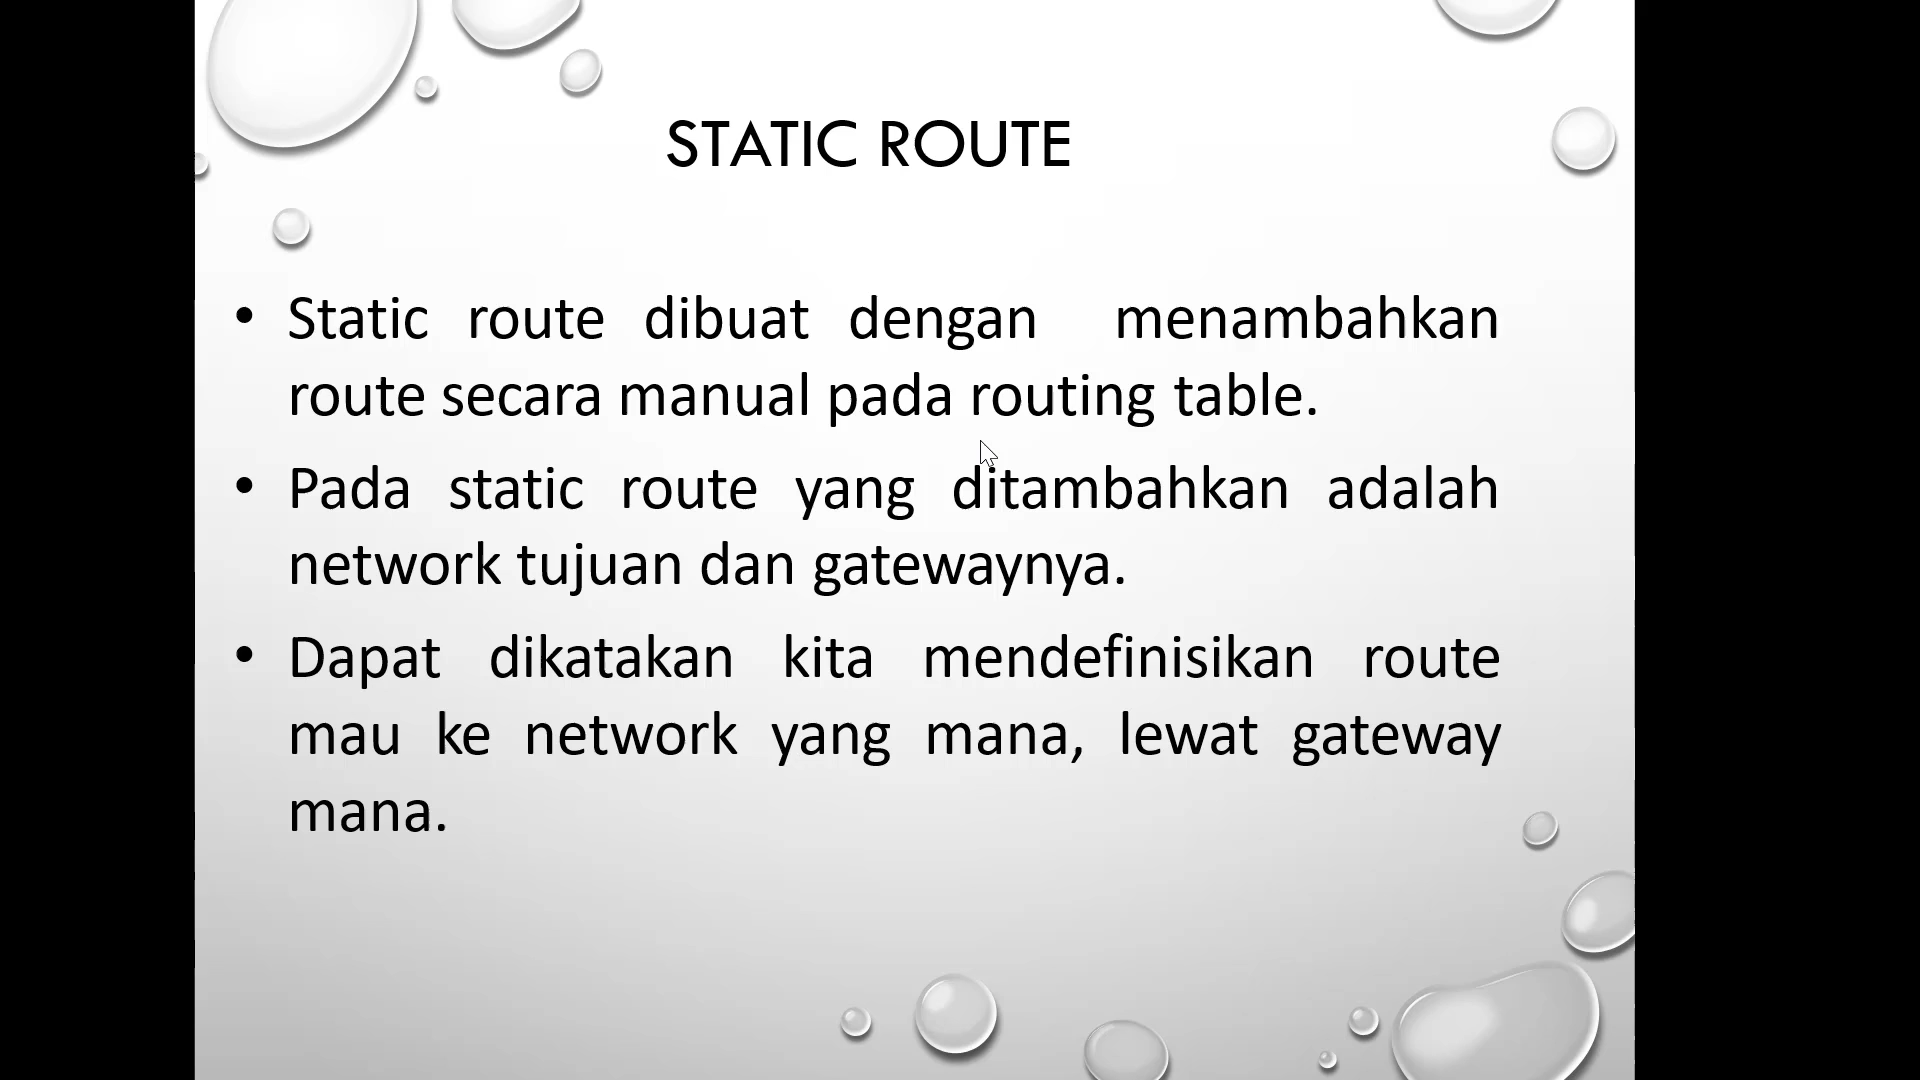 STATIC ROUTE
• Static route dibuat dengan menambahkan
route secara manual pada routing table.
• Pada static route yang ditambahkan adalah
network tujuan dan gatewaynya.
• Dapat dikatakan kita mendefinisikan route
mau ke network yang mana, lewat gateway
mana.